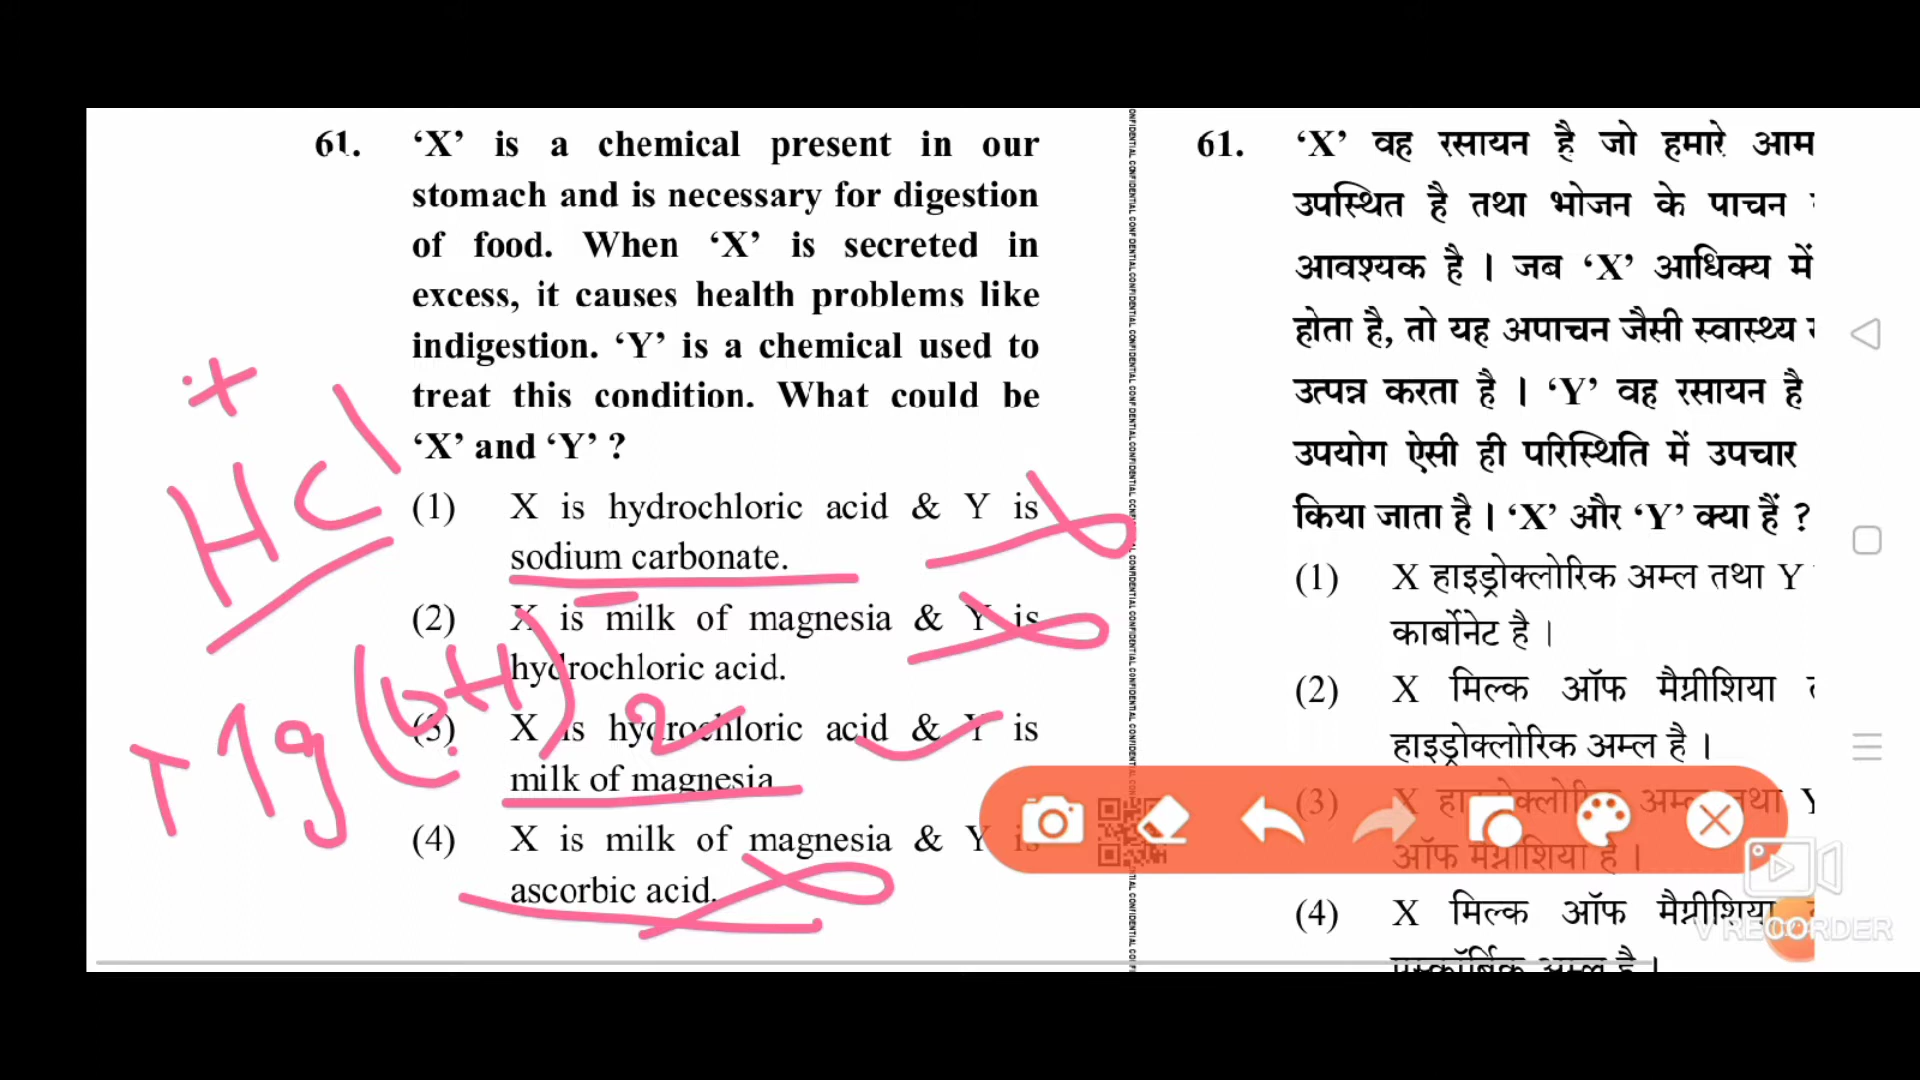 61. ‘X’ is a chemical present in our
stomach and is necessary for digestion
of food. When ‘X’ is secreted in
excess, it causes health problems like
indigestion. ‘Y’ is a chemical used to
treat this condition. What could be
‘X’ and ‘Y’ ?
(1) X is hydrochloric acid & Y is
sodium carbonate.
(2) X is milk of magnesia & Y is
hydrochloric acid.
(3) X is hydrochloric acid & Y is
milk of magnesia
(4) X is milk of magnesia & Y is
ascorbic acid.
+
HCl
Mg(OH)2
61. ‘X’ वह रसायन है जो हमारे आम
उपस्थित है तथा भोजन के पाचन
आवश्यक है । जब ‘X’ आधिक्य में
होता है, तो यह अपाचन जैसी स्वास्थ्य
उत्पन्न करता है । ‘Y’ वह रसायन है
उपयोग ऐसी ही परिस्थिति में उपचार
किया जाता है । ‘X’ और ‘Y’ क्या हैं ?
(1) X हाइड्रोक्लोरिक अम्ल तथा Y
कार्बोनेट है ।
(2) X मिल्क ऑफ मैग्नीशिया
हाइड्रोक्लोरिक अम्ल है ।
(3) X हाइड्रोक्लोरिक अम्ल तथा Y
ऑफ मैग्नीशिया है ।
(4) X मिल्क ऑफ मैग्नीशिया
एस्कॉर्बिक अम्ल है ।
V RECORDER